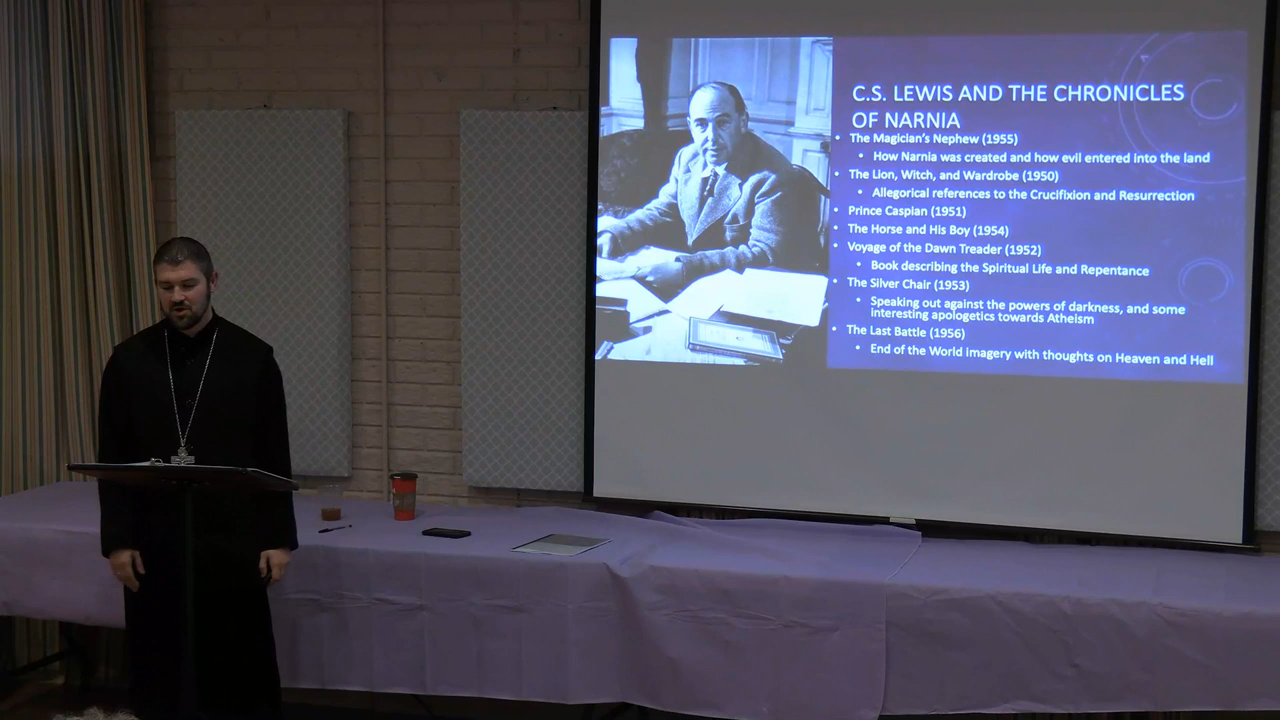 C.S. LEWIS AND THE CHRONICLES
OF NARNIA
• The Magician's Nephew (1955)
• How Narnia was created and how evil entered into the land
• The Lion, Witch, and Wardrobe (1950)
• Allegorical references to the Crucifixion and Resurrection
• Prince Caspian (1951)
• The Horse and His Boy (1954)
• Voyage of the Dawn Treader (1952)
• Book describing the Spiritual Life and Repentance
• The Silver Chair (1953)
• Speaking out against the powers of darkness, and some
interesting apologetics towards Atheism
• The Last Battle (1956)
• End of the World imagery with thoughts on Heaven and Hell